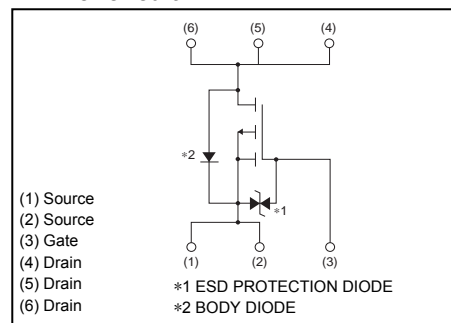 (6) (5) (4)
∗2
∗1
(1) Source
(2) Source
(3) Gate
(4) Drain
(5) Drain
(6) Drain
(1) (2) (3)
∗1 ESD PROTECTION DIODE
∗2 BODY DIODE